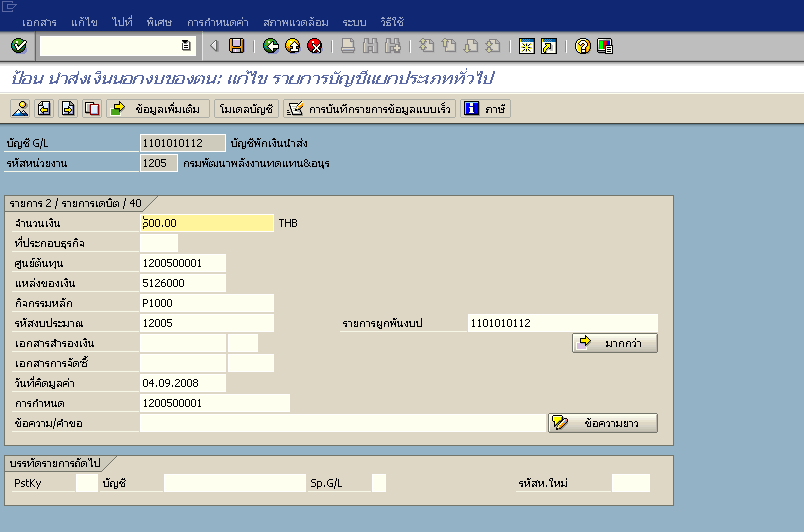 เอกสาร แก้ไข ไปที่ พิเศษ การกำหนดค่า สภาพแวดล้อม ระบบ วิธีใช้
ป้อน นำส่งเงินนอกงบของตน: แก้ไข รายการบัญชีแยกประเภททั่วไป
ข้อมูลเพิ่มเติม โมเดลบัญชี การบันทึกรายการข้อมูลแบบเร็ว ภาษี
บัญชี G/L 1101010112 บัญชีพักเงินนำส่ง
รหัสหน่วยงาน 1205 กรมพัฒนาพลังงานทดแทน&อนุร
รายการ 2 / รายการเดบิต / 40
จำนวนเงิน 500.00 THB
ที่ประกอบธุรกิจ
ศูนย์ต้นทุน 1200500001
แหล่งของเงิน 5126000
กิจกรรมหลัก P1000
รหัสงบประมาณ 12005 รายการผูกพันงบป 1101010112
เอกสารสำรองเงิน มากกว่า
เอกสารการจัดซื้
วันที่คิดมูลค่า 04.09.2008
การกำหนด 1200500001
ข้อความ/คำขอ ข้อความยาว
บรรทัดรายการถัดไป
PstKy บัญชี Sp.G/L รหัสห.ใหม่